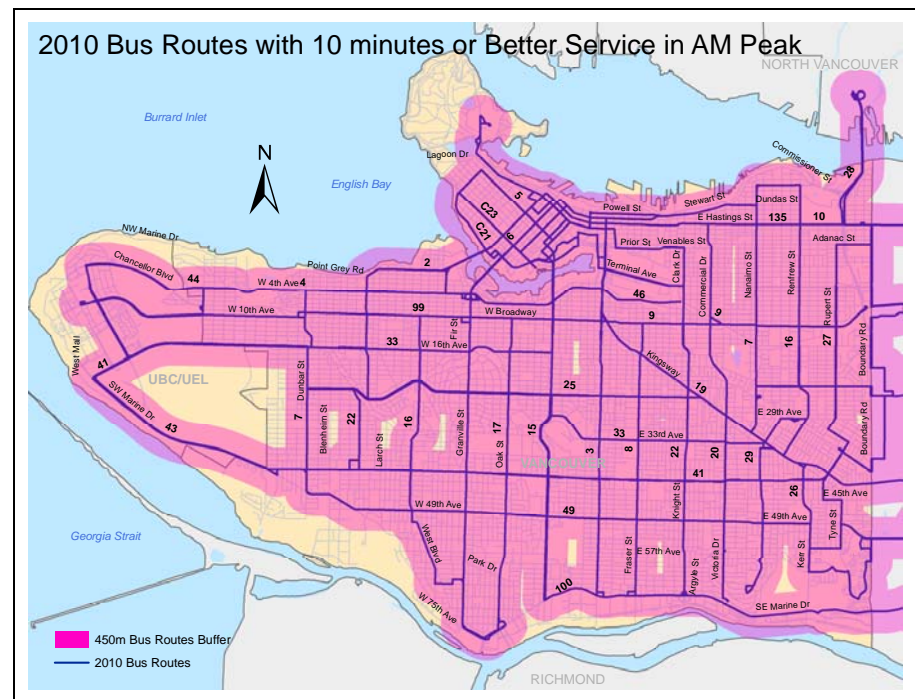 2010 Bus Routes with 10 minutes or Better Service in AM Peak
NORTH VANCOUVER
Burrard Inlet
N
Lagoon Dr
Commissioner St
28
English Bay
5
C23
C21
6
Powell St
Stewart St
Dundas St
E Hastings St
135
10
NW Marine Dr
Prior St
Venables St
Adanac St
Chancellor Blvd
Point Grey Rd
2
Terminal Ave
Clark Dr
Commercial Dr
Nanaimo St
Renfrew St
Rupert St
44
W 4th Ave
4
46
W 10th Ave
99
W Broadway
9
9
Fir St
33
W 16th Ave
Kingsway
7
16
27
Boundary Rd
West Mall
41
UBC/UEL
Dunbar St
25
19
SW Marine Dr
43
7
Blenheim St
22
Larch St
16
Granville St
17
Oak St
15
E 29th Ave
33
E 33rd Ave
Boundary Rd
VANCOUVER
3
8
22
41
20
29
26
E 45th Ave
W 49th Ave
49
Knight St
E 49th Ave
Tyne St
Georgia Strait
West Blvd
Park Dr
Fraser St
E 57th Ave
Argyle St
Victoria Dr
Kerr St
W 75th Ave
100
SE Marine Dr
450m Bus Routes Buffer
2010 Bus Routes
RICHMOND